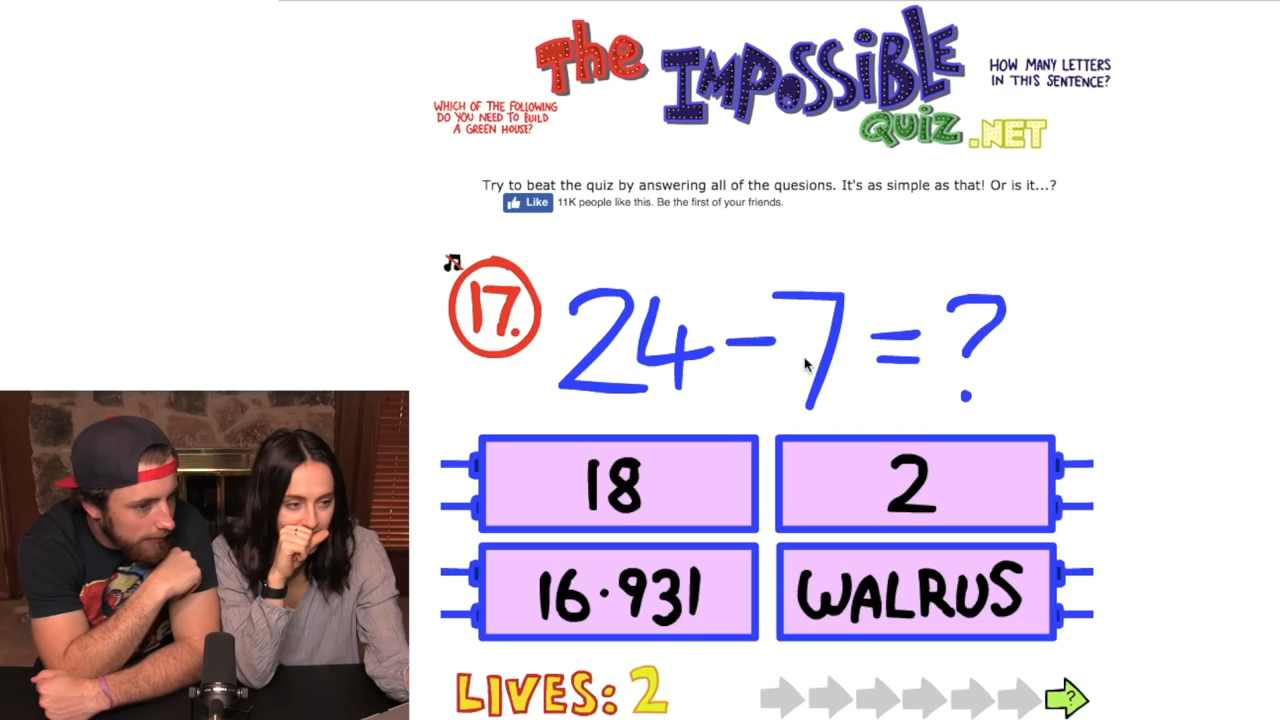 The IMPOSSIBLE
QUIZ .NET
HOW MANY LETTERS
IN THIS SENTENCE?
WHICH OF THE FOLLOWING
DO YOU NEED TO BUILD
A GREEN HOUSE?
Try to beat the quiz by answering all of the quesions. It's as simple as that! Or is it...?
Like 11K people like this. Be the first of your friends.
17. 24-7=?
18 2
16·931 WALRUS
LIVES: 2 ?